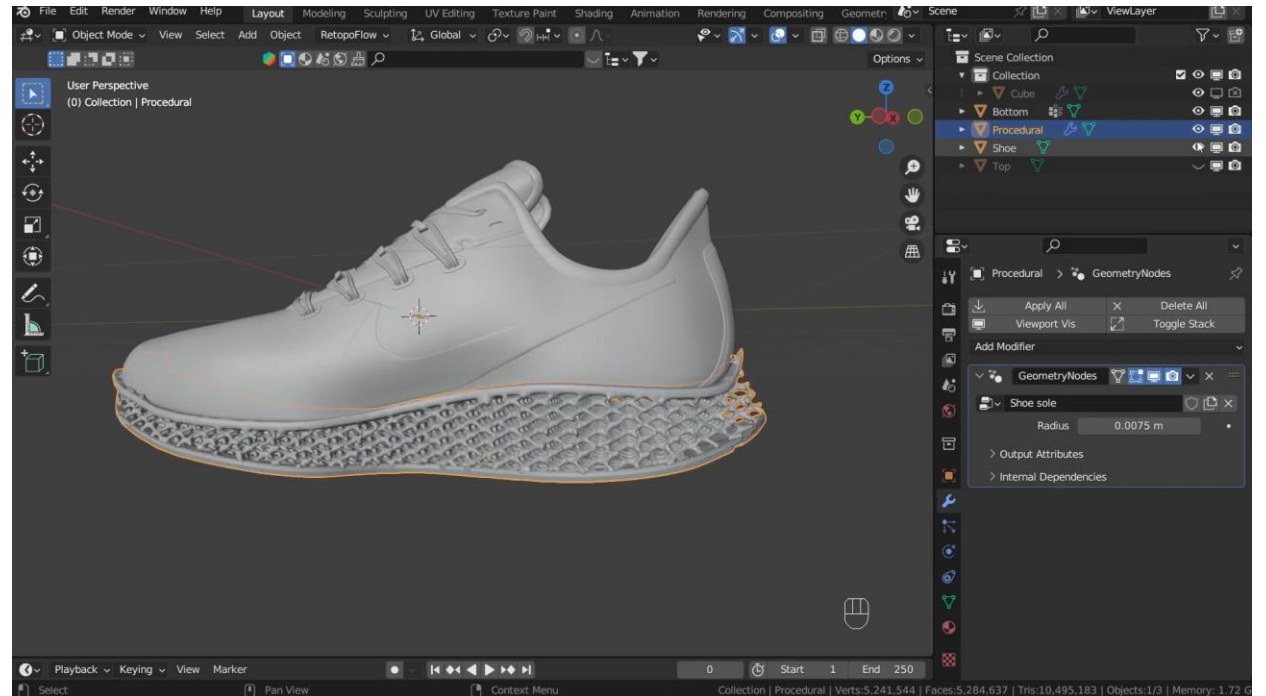 File Edit Render Window Help Layout Modeling Sculpting UV Editing Texture Paint Shading Animation Rendering Compositing Geometr Scene ViewLayer
Object Mode View Select Add Object RetopoFlow Global
Options
User Perspective
(0) Collection | Procedural
Z
Y
X
Scene Collection
Collection
Cube
Bottom
Procedural
Shoe
Top
Procedural > GeometryNodes
Apply All Delete All
Viewport Vis Toggle Stack
Add Modifier
GeometryNodes
Shoe sole
Radius 0.0075 m
Output Attributes
Internal Dependencies
Playback Keying View Marker 0 Start 1 End 250
Select Pan View Context Menu Collection | Procedural | Verts:5,241,544 | Faces:5,284,637 | Tris:10,495,183 | Objects:1/3 | Memory: 1.72 G